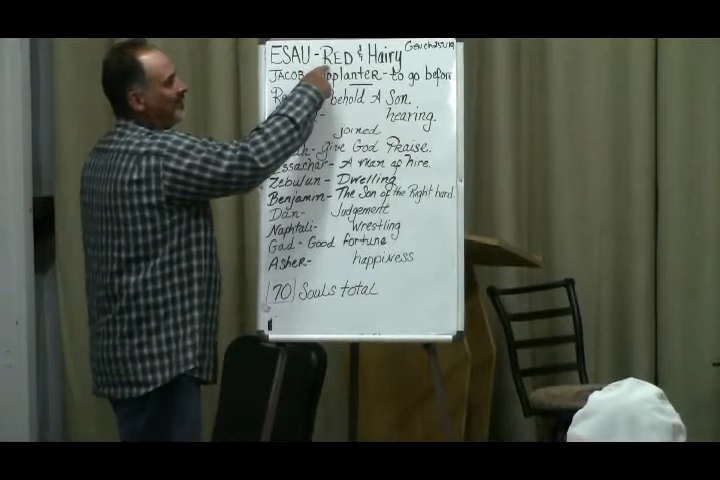 ESAU - RED & Hairy
JACOB planter - to go before
behold A Son.
hearing.
joined
give God Praise.
Issachar - A man of hire.
Zebulun - Dwelling
Benjamin - The Son of the Right hand.
Dan - Judgement
Naphtali - Wrestling
Gad - Good fortune
Asher - happiness
70 Souls total